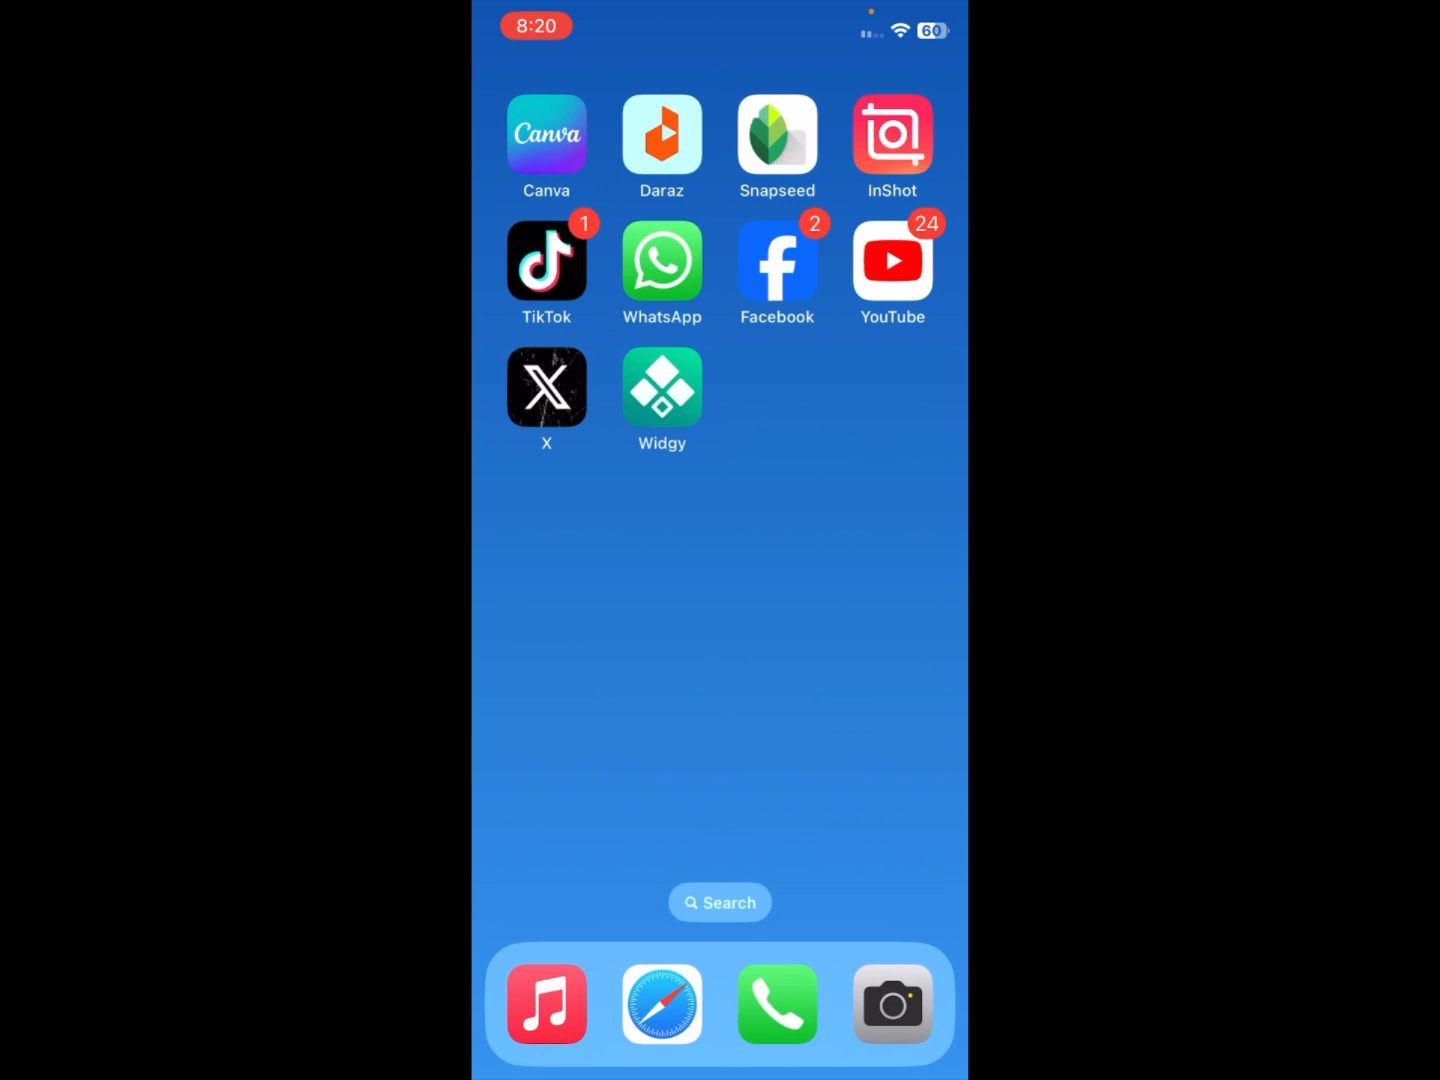 8:20
60
Canva
Canva
Daraz
Snapseed
InShot
1
2
24
TikTok
WhatsApp
Facebook
YouTube
X
Widgy
Search